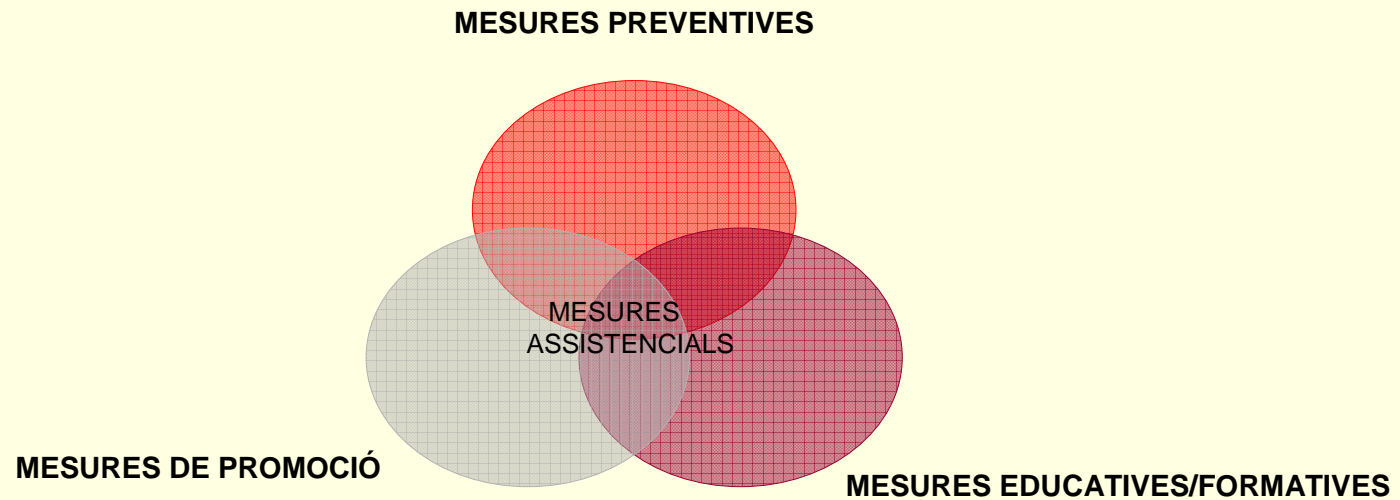 MESURES PREVENTIVES
MESURES
ASSISTENCIALS
MESURES DE PROMOCIÓ
MESURES EDUCATIVES/FORMATIVES